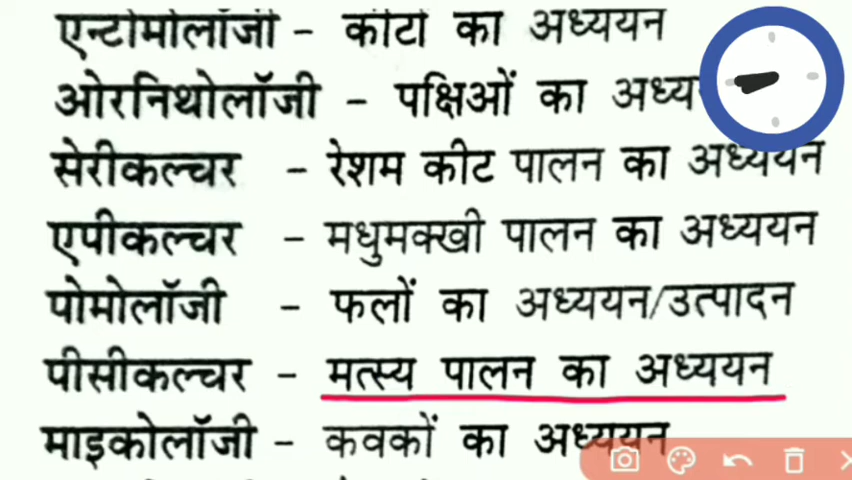 एन्टोमोलॉजी - कीटों का अध्ययन
ओरनिथोलॉजी - पक्षिओं का
सेरीकल्चर - रेशम कीट पालन का अध्ययन
एपीकल्चर - मधुमक्खी पालन का अध्ययन
पोमोलॉजी - फलों का अध्ययन/उत्पादन
पीसीकल्चर - मत्स्य पालन का अध्ययन
माइकोलॉजी - कवकों का अध्ययन